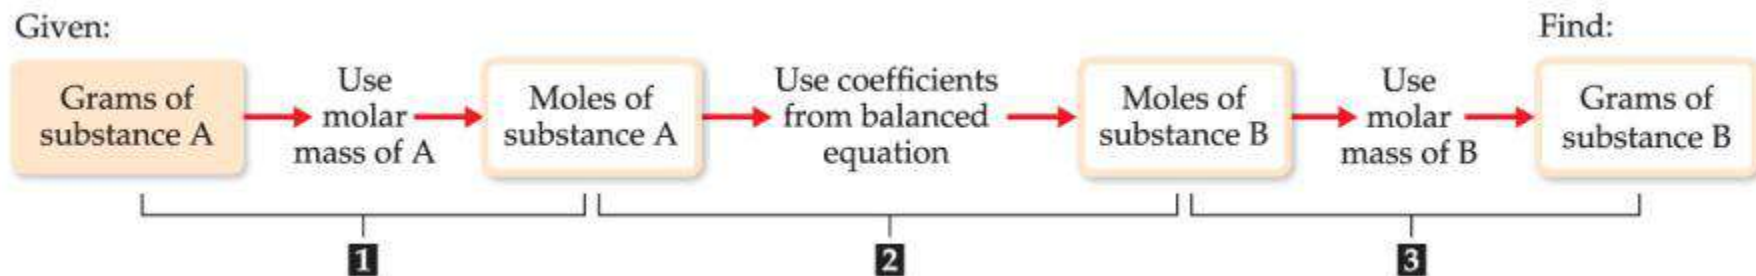 Given:
Find:
Grams of
substance A
Use
molar
mass of A
Moles of
substance A
Use coefficients
from balanced
equation
Moles of
substance B
Use
molar
mass of B
Grams of
substance B
1
2
3